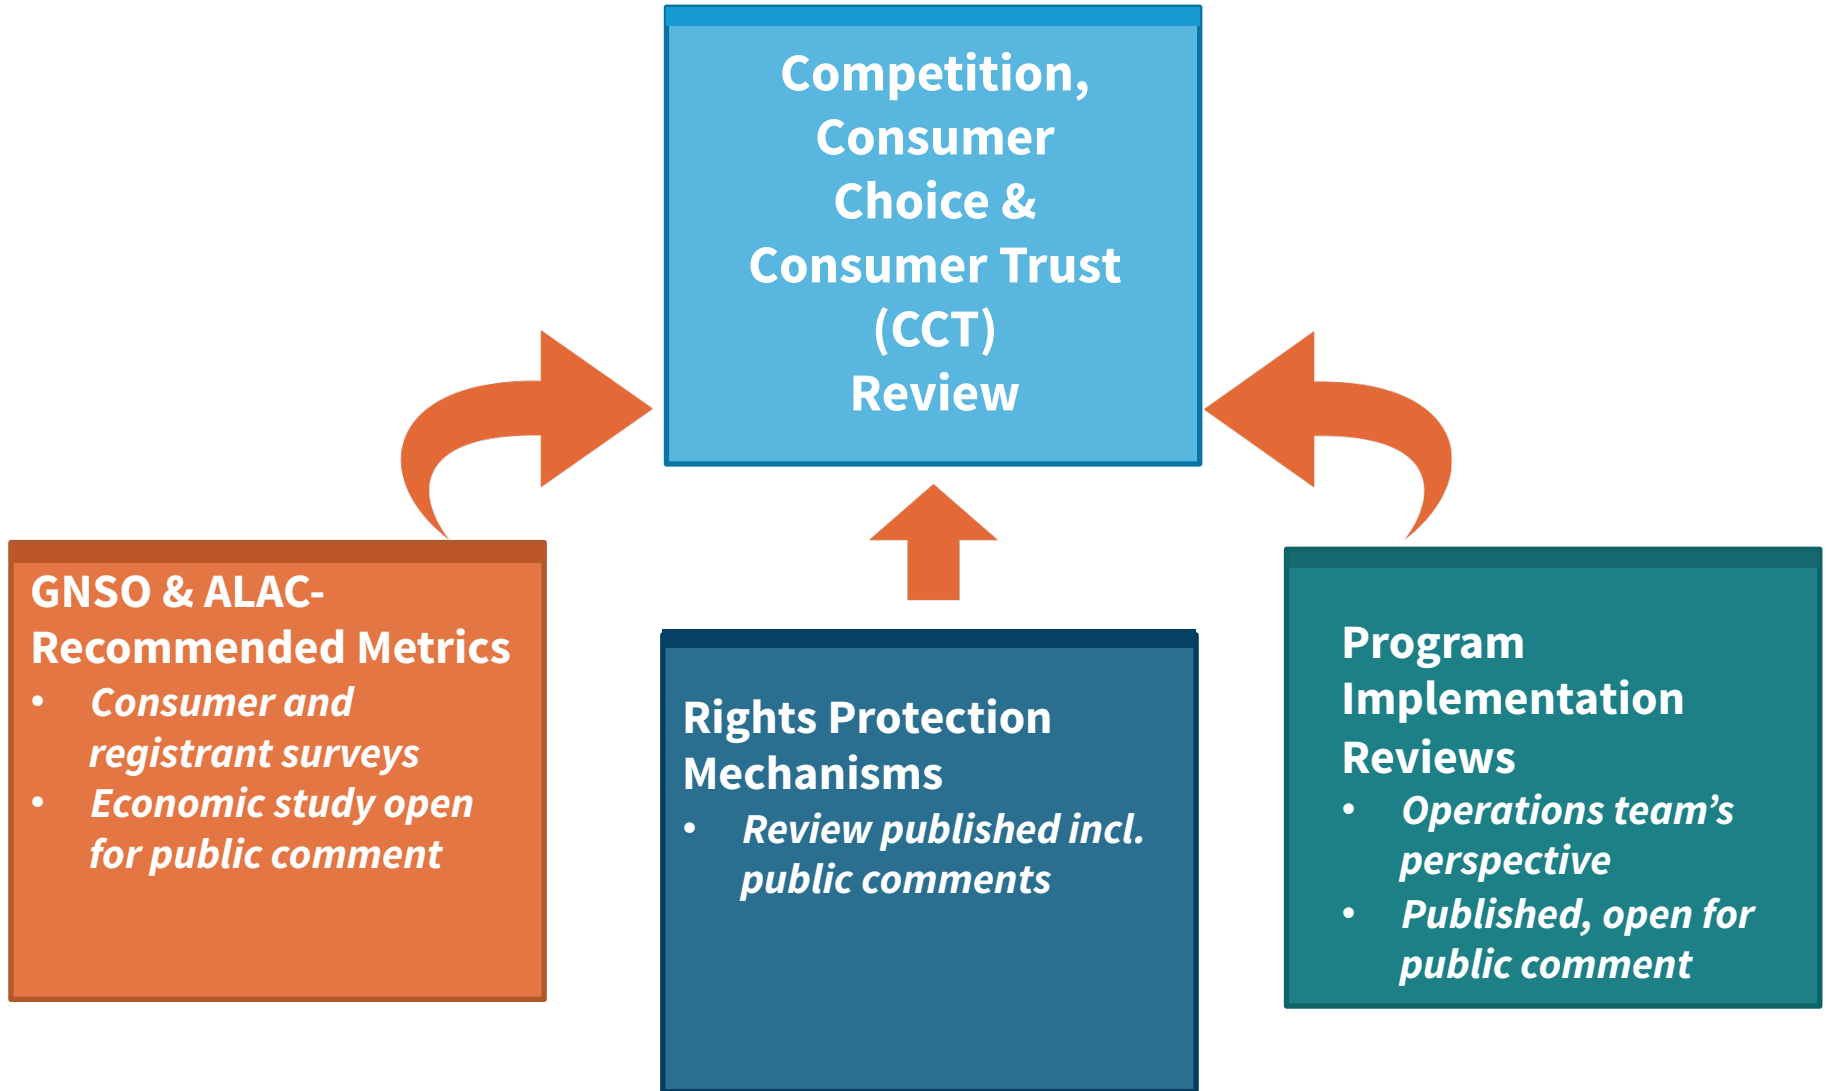 Competition,
Consumer
Choice &
Consumer Trust
(CCT)
Review
GNSO & ALAC-
Recommended Metrics
• Consumer and
registrant surveys
• Economic study open
for public comment
Rights Protection
Mechanisms
• Review published incl.
public comments
Program
Implementation
Reviews
• Operations team’s
perspective
• Published, open for
public comment